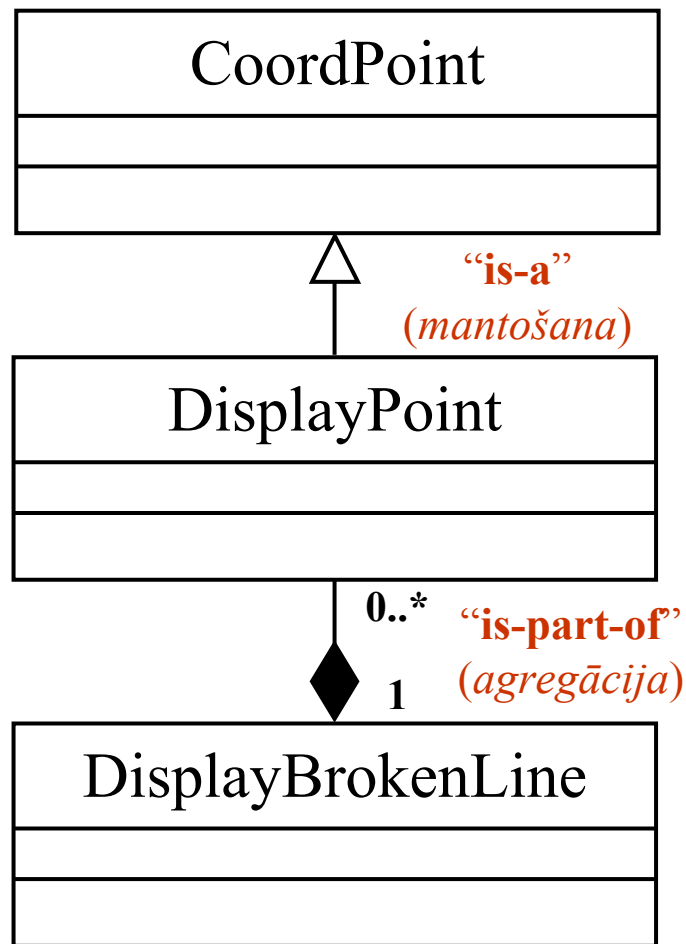 CoordPoint
“is-a”
(mantošana)
DisplayPoint
0..*
“is-part-of”
(agregācija)
1
DisplayBrokenLine